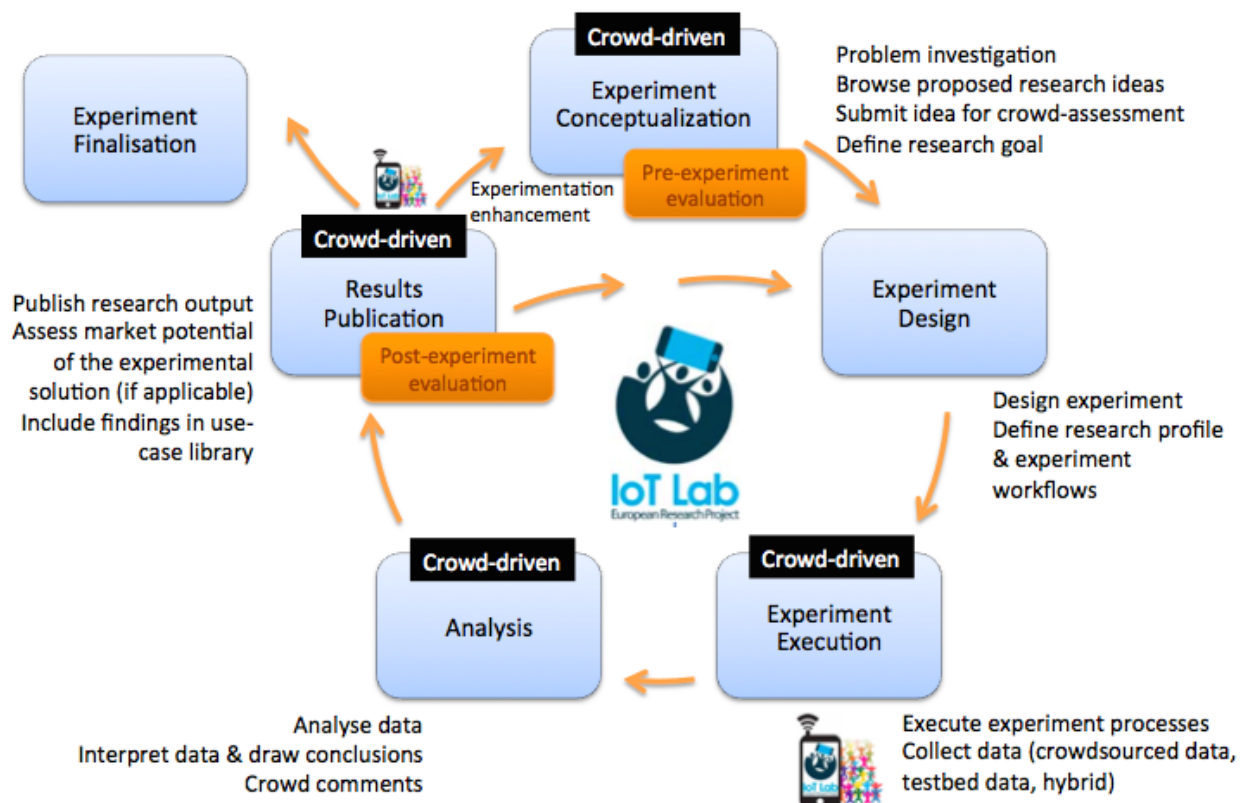 Crowd-driven
Experiment
Conceptualization
Pre-experiment
evaluation
Problem investigation
Browse proposed research ideas
Submit idea for crowd-assessment
Define research goal
Experiment
Finalisation
IoT Lab
Experimentation
enhancement
Crowd-driven
Results
Publication
Post-experiment
evaluation
Publish research output
Assess market potential
of the experimental
solution (if applicable)
Include findings in use-
case library
Experiment
Design
Design experiment
Define research profile
& experiment
workflows
IoT Lab
European Research Project
Crowd-driven
Analysis
Analyse data
Interpret data & draw conclusions
Crowd comments
Crowd-driven
Experiment
Execution
IoT Lab
Execute experiment processes
Collect data (crowdsourced data,
testbed data, hybrid)